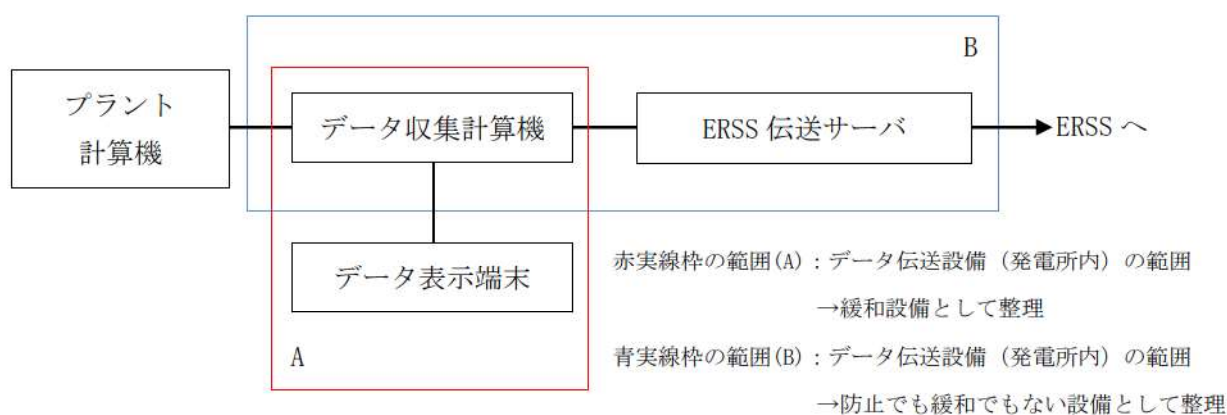 B
プラント
計算機
データ収集計算機
ERSS 伝送サーバ
ERSS へ
データ表示端末
A
赤実線枠の範囲(A)：データ伝送設備（発電所内）の範囲
→緩和設備として整理
青実線枠の範囲(B)：データ伝送設備（発電所内）の範囲
→防止でも緩和でもない設備として整理